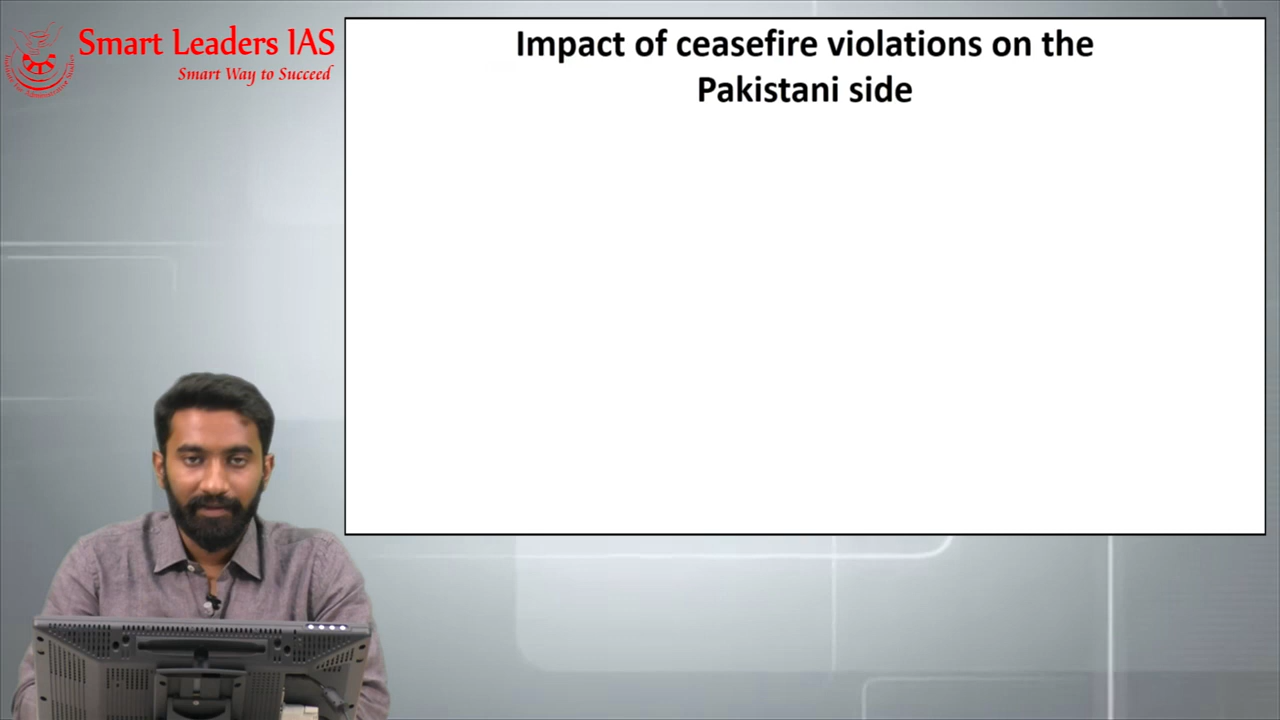 Smart Leaders IAS
Smart Way to Succeed
Impact of ceasefire violations on the
Pakistani side